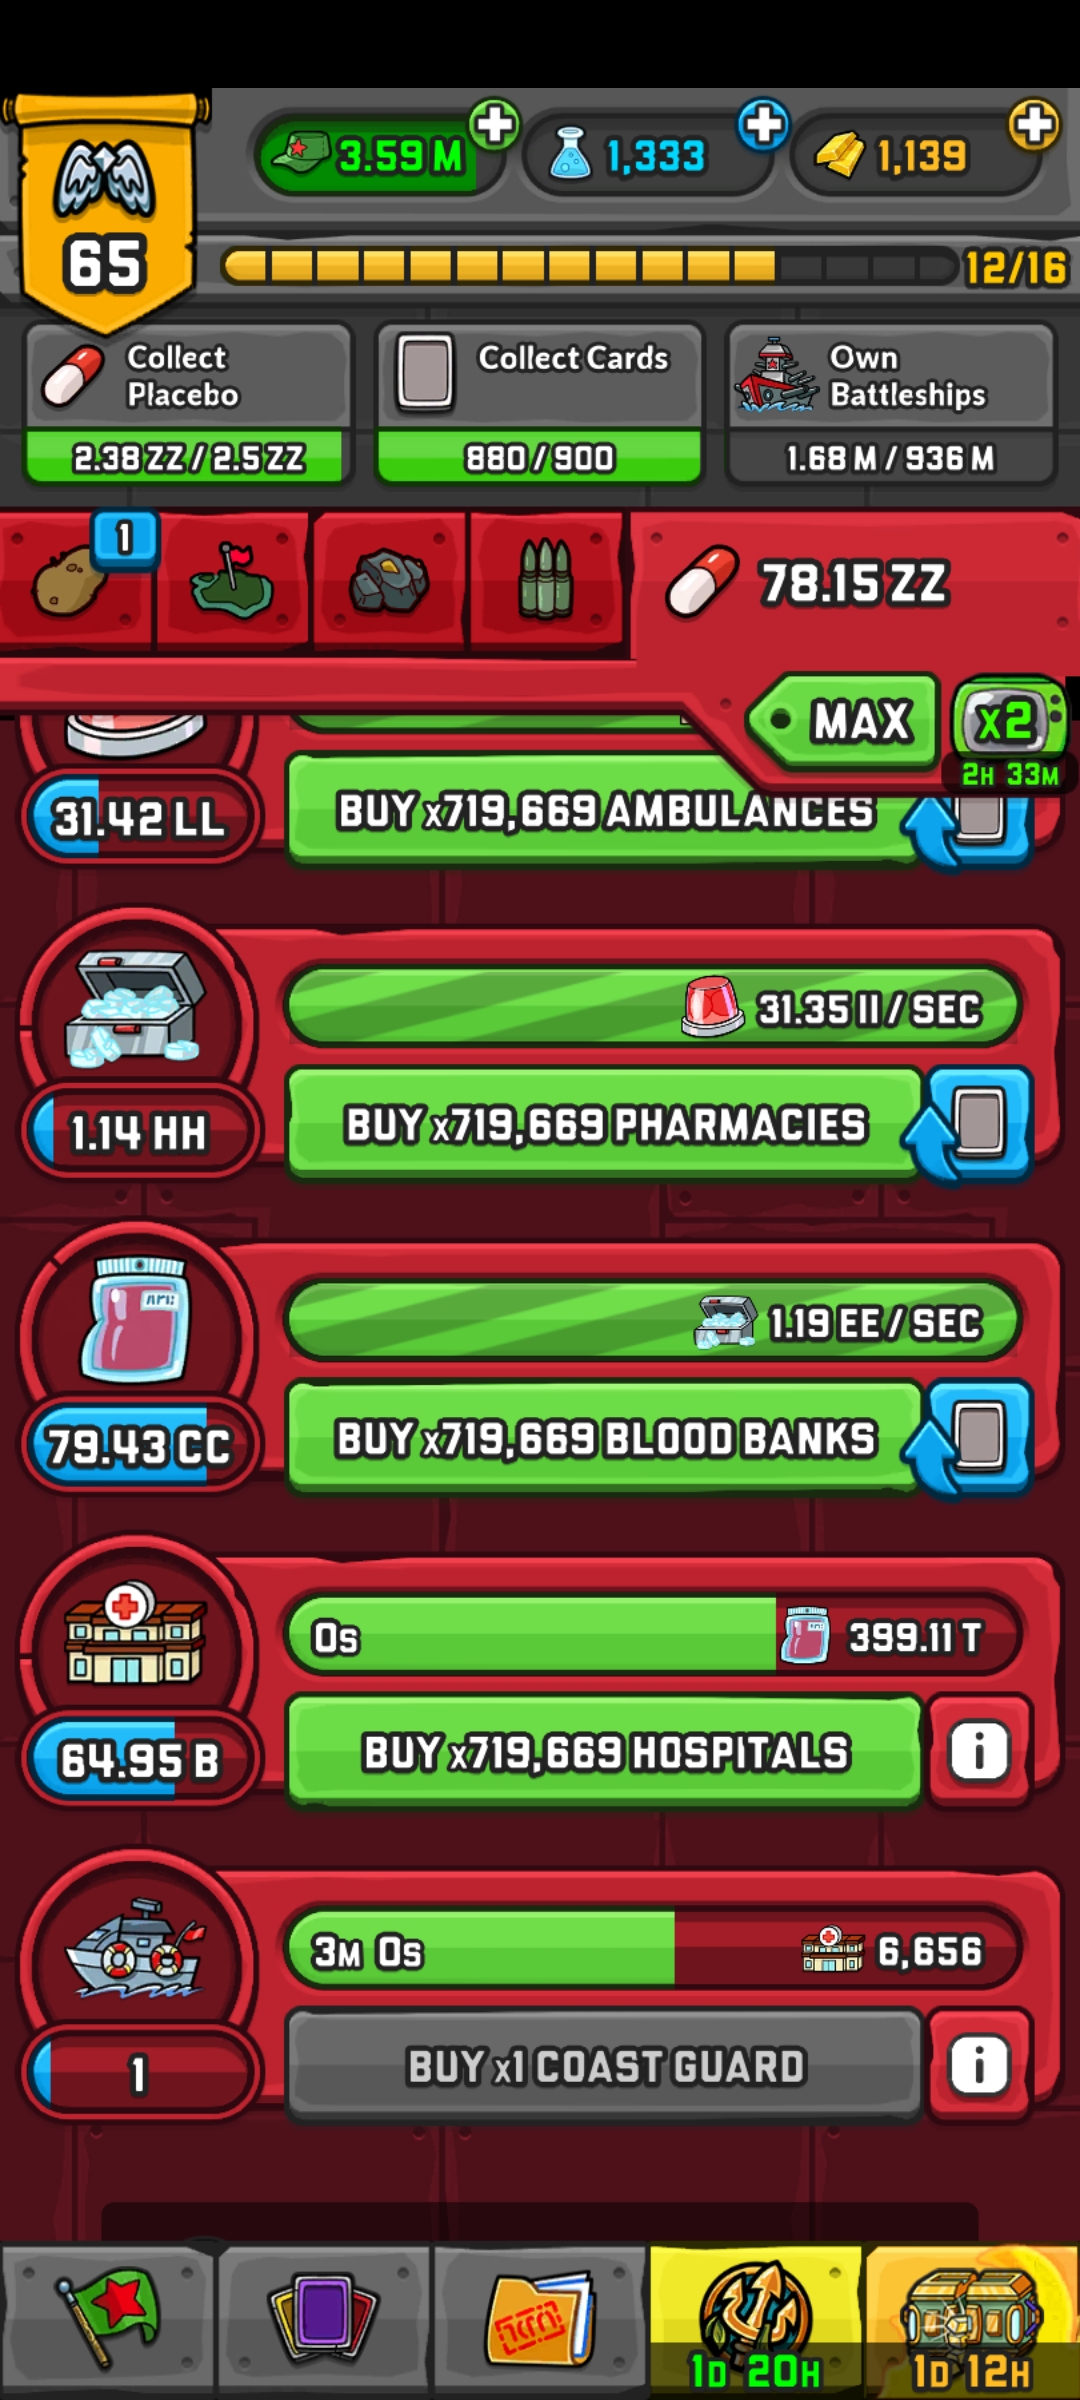 3.59 M
1,333
1,139
65
12/16
Collect
Placebo
2.38 ZZ / 2.5 ZZ
Collect Cards
880 / 900
Own
Battleships
1.68 M / 936 M
1
78.15 ZZ
MAX
x2
2H 33M
31.42 LL
BUY x719,669 AMBULANCES
31.35 II / SEC
1.14 HH
BUY x719,669 PHARMACIES
1.19 EE / SEC
79.43 CC
BUY x719,669 BLOOD BANKS
0s
399.11 T
64.95 B
BUY x719,669 HOSPITALS
i
3M 0s
6,656
1
BUY x1 COAST GUARD
i
1D 20H
1D 12H